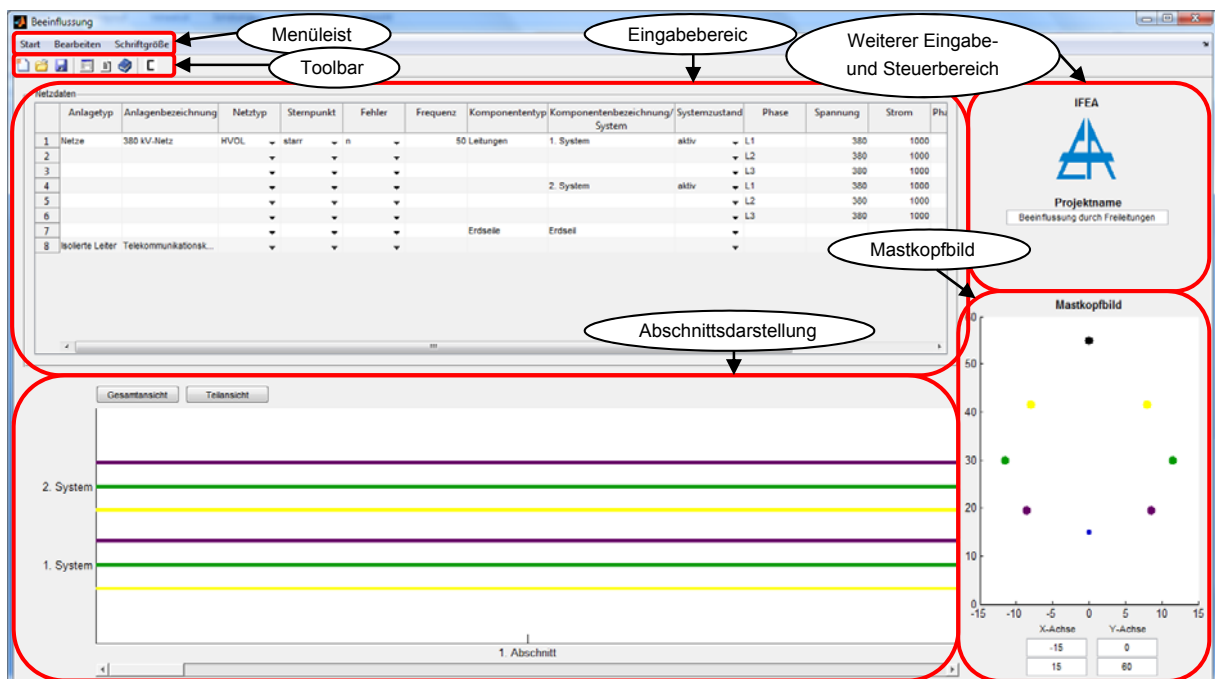 Beeinflussung
Menüleist
Eingabebereic
Weiterer Eingabe-
und Steuerbereich
Start Bearbeiten Schriftgröße
Toolbar
Netzdaten
Anlagetyp Anlagenbezeichnung Netztyp Sternpunkt Fehler Frequenz Komponententyp Komponentenbezeichnung/ System Systemzustand Phase Spannung Strom
1 Netze 380 kV-Netz HVOL starr n 50 Leitungen 1. System aktiv L1 380 1000
2 L2 380 1000
3 L3 380 1000
4 2. System aktiv L1 380 1000
5 L2 380 1000
6 L3 380 1000
7 Erdseile Erdseil
8 Isolierte Leiter Telekommunikationsk...
IFEA
Projektname
Beeinflussung durch Freileitungen
Mastkopfbild
Abschnittsdarstellung
Gesamtansicht Teilansicht
2. System
1. System
1. Abschnitt
Mastkopfbild
60
50
40
30
20
10
0
-15 -10 -5 0 5 10 15
X-Achse Y-Achse
-15 0
15 60